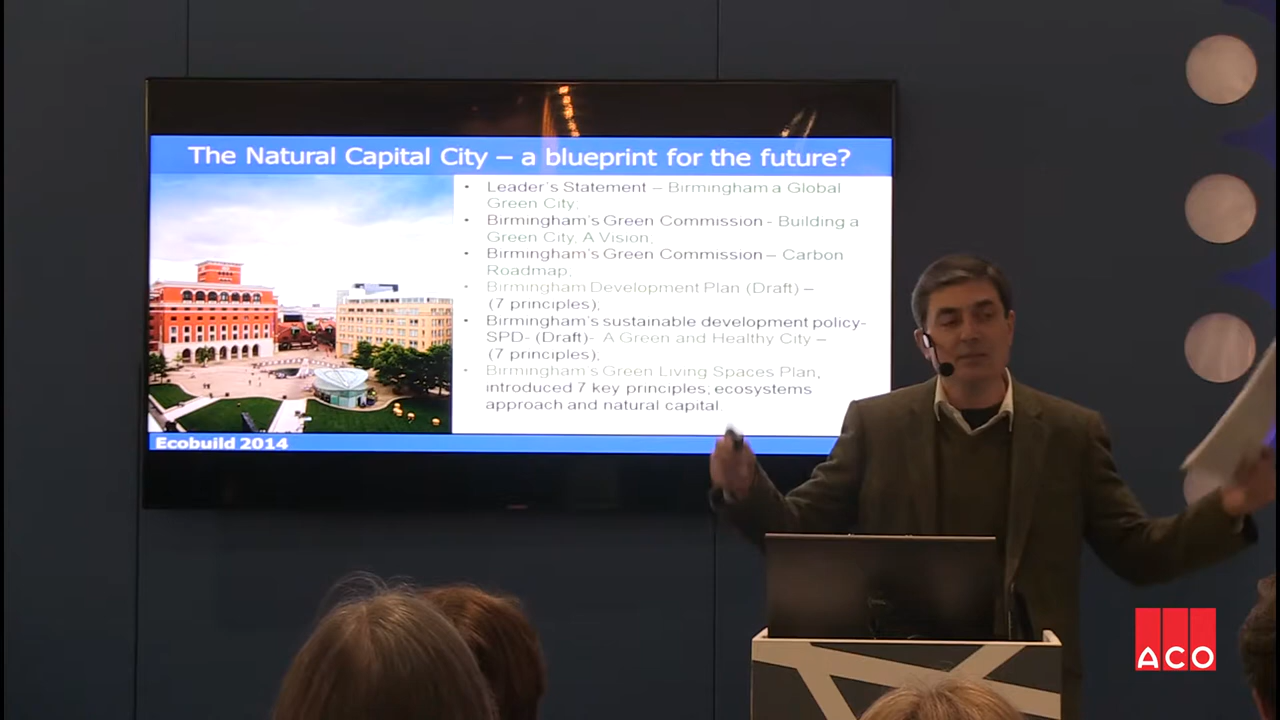 The Natural Capital City – a blueprint for the future?
• Leader's Statement – Birmingham a Global
Green City;
• Birmingham's Green Commission - Building a
Green City, A Vision;
• Birmingham's Green Commission – Carbon
Roadmap;
• Birmingham Development Plan (Draft) –
(7 principles);
• Birmingham's sustainable development policy-
SPD- (Draft)- A Green and Healthy City –
(7 principles);
• Birmingham's Green Living Spaces Plan,
introduced 7 key principles; ecosystems
approach and natural capital.
Ecobuild 2014
ACO